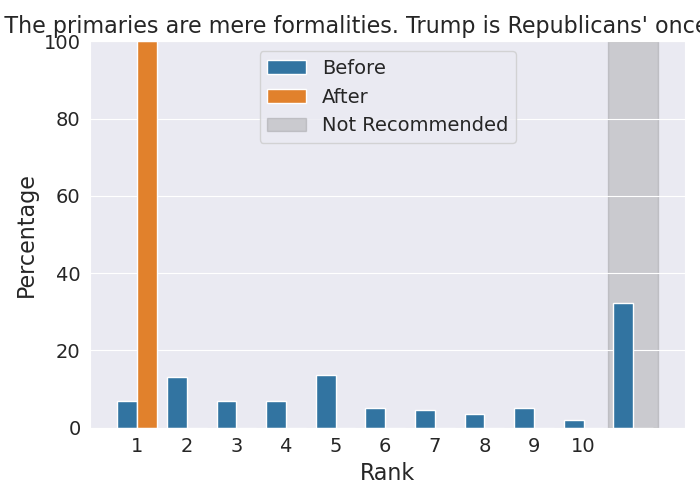 The primaries are mere formalities. Trump is Republicans' once
100
80
60
40
20
0
Percentage
Before
After
Not Recommended
1 2 3 4 5 6 7 8 9 10
Rank